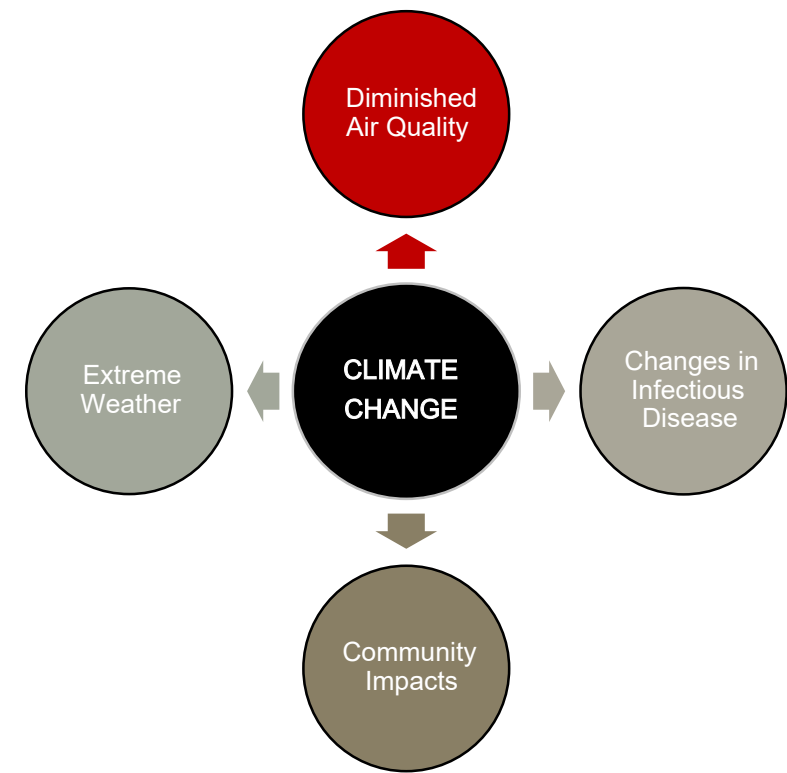 Diminished
Air Quality
Extreme
Weather
CLIMATE
CHANGE
Changes in
Infectious
Disease
Community
Impacts